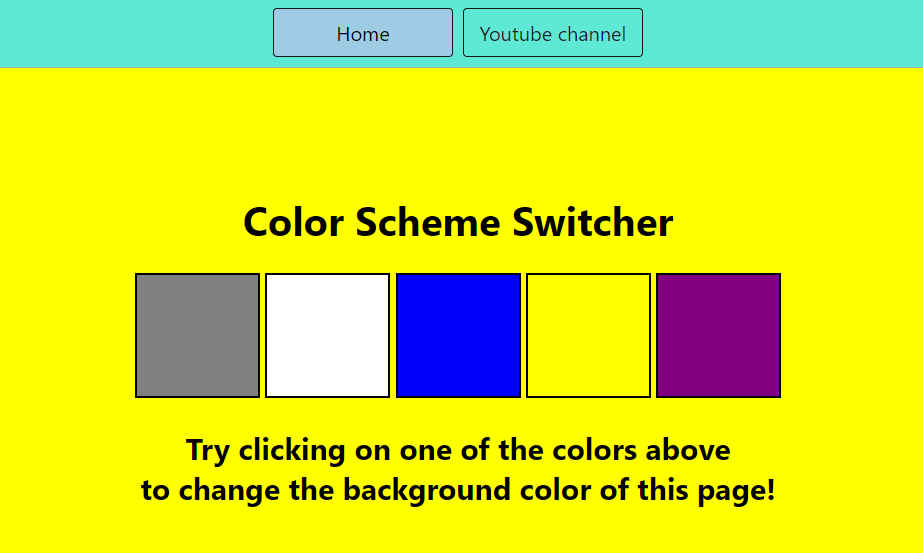 Home
Youtube channel
Color Scheme Switcher
Try clicking on one of the colors above
to change the background color of this page!